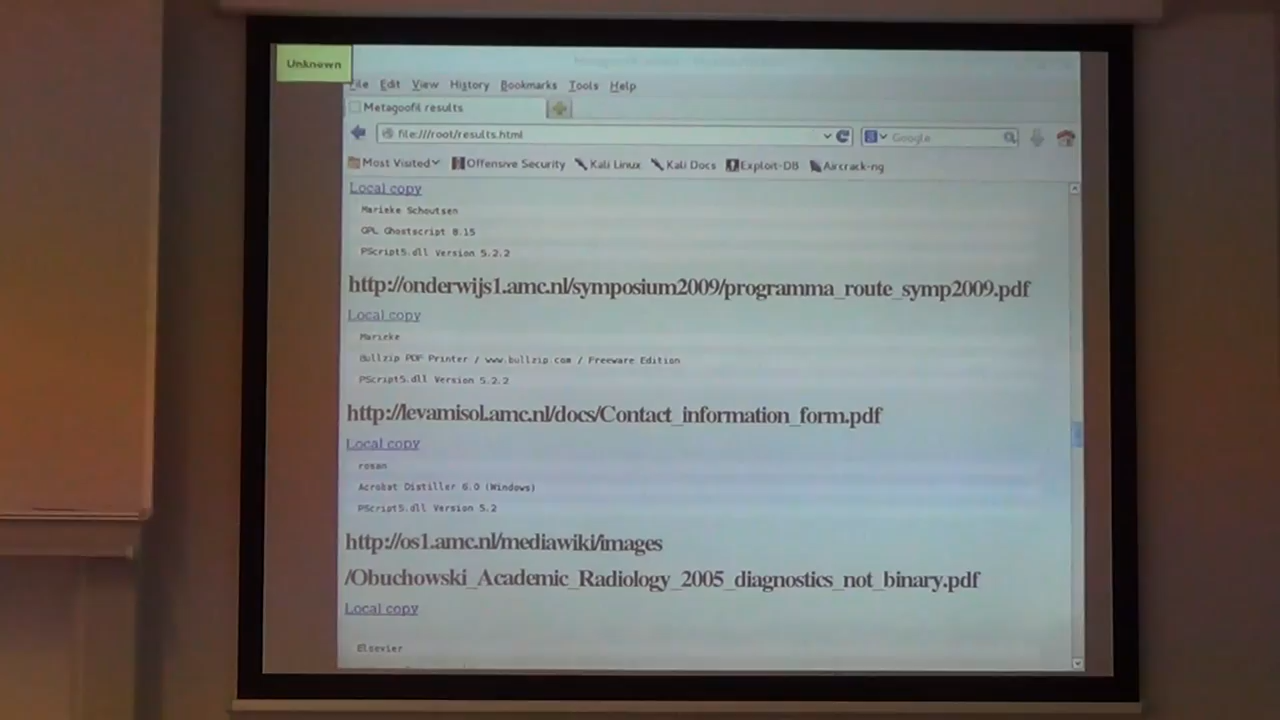 Unknown
File Edit View History Bookmarks Tools Help
Metagoofil results
file:///root/results.html
Google
Most Visited Offensive Security Kali Linux Kali Docs Exploit-DB Aircrack-ng
Local copy
Marieke Schoutsen
GPL Ghostscript 8.15
PScript5.dll Version 5.2.2
http://onderwijs1.amc.nl/symposium2009/programma_route_symp2009.pdf
Local copy
Marieke
Bullzip PDF Printer / www.bullzip.com / Freeware Edition
PScript5.dll Version 5.2.2
http://levamisol.amc.nl/docs/Contact_information_form.pdf
Local copy
rosan
Acrobat Distiller 6.0 (Windows)
PScript5.dll Version 5.2
http://os1.amc.nl/mediawiki/images
/Obuchowski_Academic_Radiology_2005_diagnostics_not_binary.pdf
Local copy
Elsevier